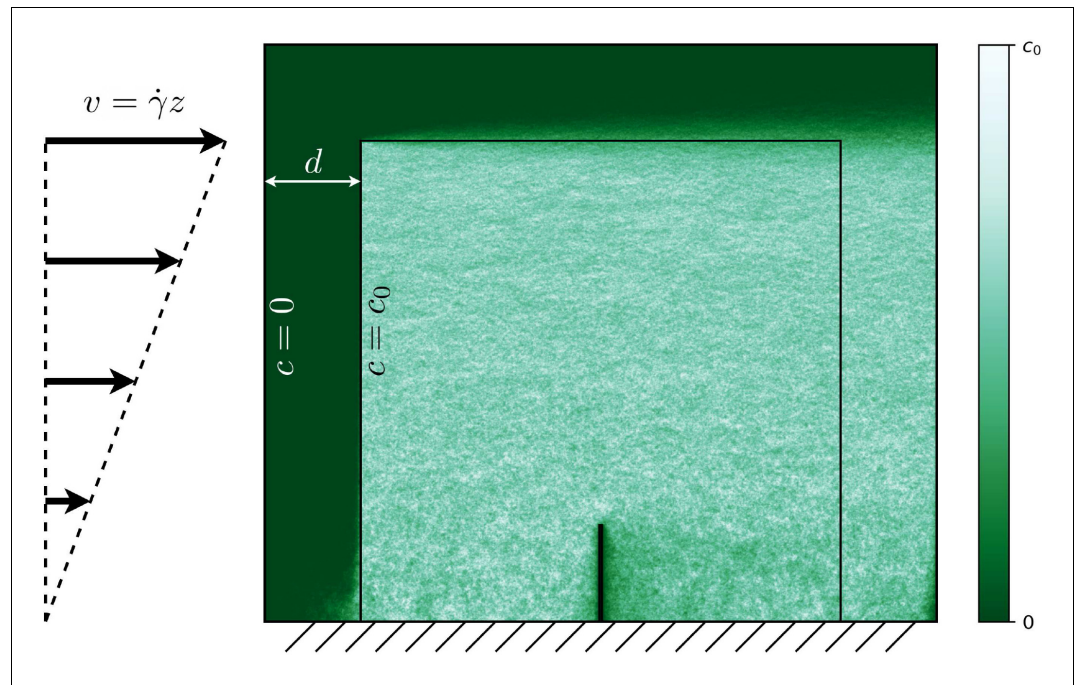 v = γ̇z
d
c = 0
c = c₀
c₀
0